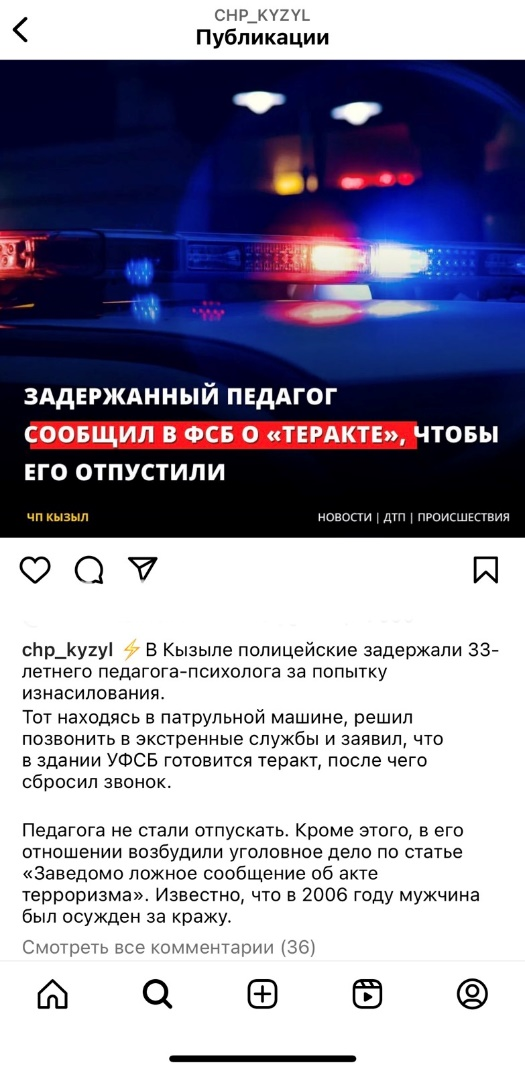 CHP_KYZYL
Публикации
ЗАДЕРЖАННЫЙ ПЕДАГОГ
СООБЩИЛ В ФСБ О «ТЕРАКТЕ», ЧТОБЫ
ЕГО ОТПУСТИЛИ
ЧП КЫЗЫЛ
НОВОСТИ | ДТП | ПРОИСШЕСТВИЯ
chp_kyzyl ⚡ В Кызыле полицейские задержали 33-
летнего педагога-психолога за попытку
изнасилования.
Тот находясь в патрульной машине, решил
позвонить в экстренные службы и заявил, что
в здании УФСБ готовится теракт, после чего
сбросил звонок.
Педагога не стали отпускать. Кроме этого, в его
отношении возбудили уголовное дело по статье
«Заведомо ложное сообщение об акте
терроризма». Известно, что в 2006 году мужчина
был осужден за кражу.
Смотреть все комментарии (36)